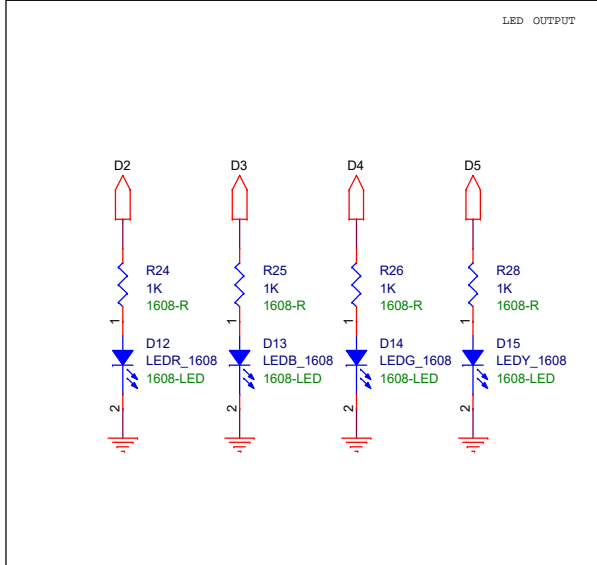 LED OUTPUT
D2
D3
D4
D5
R24
1K
1608-R
R25
1K
1608-R
R26
1K
1608-R
R28
1K
1608-R
1
1
1
1
D12
LEDR_1608
1608-LED
D13
LEDB_1608
1608-LED
D14
LEDG_1608
1608-LED
D15
LEDY_1608
1608-LED
2
2
2
2